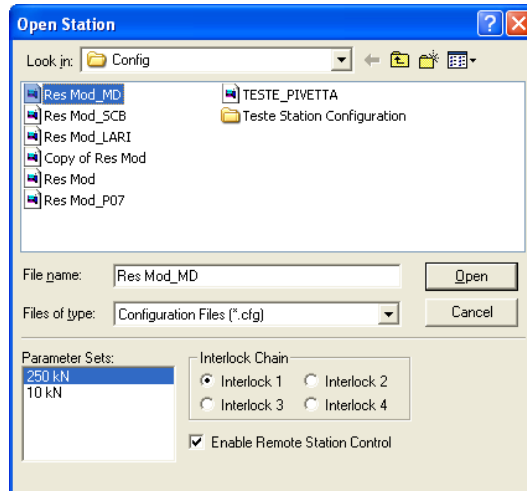 Open Station
Look in: Config
Res Mod_MD
Res Mod_SCB
Res Mod_LARI
Copy of Res Mod
Res Mod
Res Mod_P07
TESTE_PIVETTA
Teste Station Configuration
File name: Res Mod_MD Open
Files of type: Configuration Files (*.cfg) Cancel
Parameter Sets:
250 kN
10 kN
Interlock Chain
Interlock 1 Interlock 2
Interlock 3 Interlock 4
Enable Remote Station Control